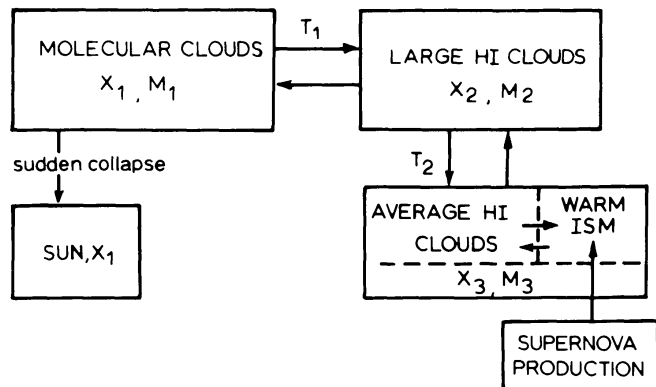 MOLECULAR CLOUDS
X1 , M1
T1
LARGE HI CLOUDS
X2 , M2
sudden collapse
T2
SUN,X1
AVERAGE HI
CLOUDS
WARM
ISM
X3, M3
SUPERNOVA
PRODUCTION